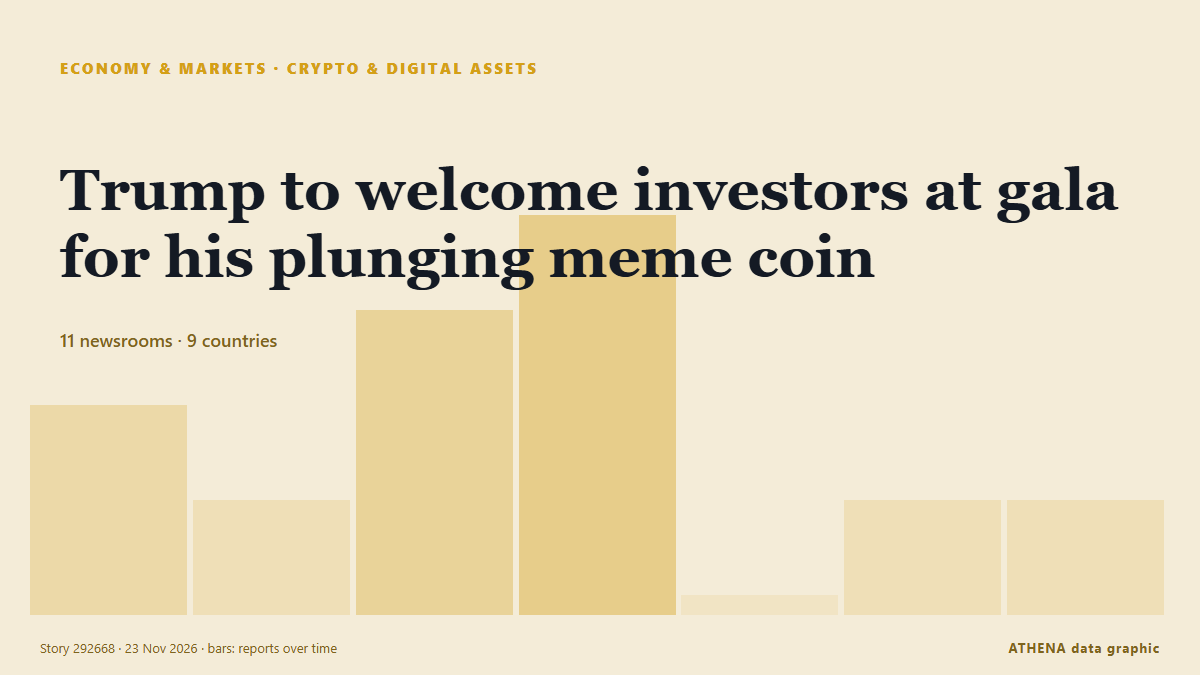 ECONOMY & MARKETS · CRYPTO & DIGITAL ASSETS
Trump to welcome investors at gala
for his plunging meme coin
11 newsrooms · 9 countries
Story 292668 · 23 Nov 2026 · bars: reports over time
ATHENA data graphic